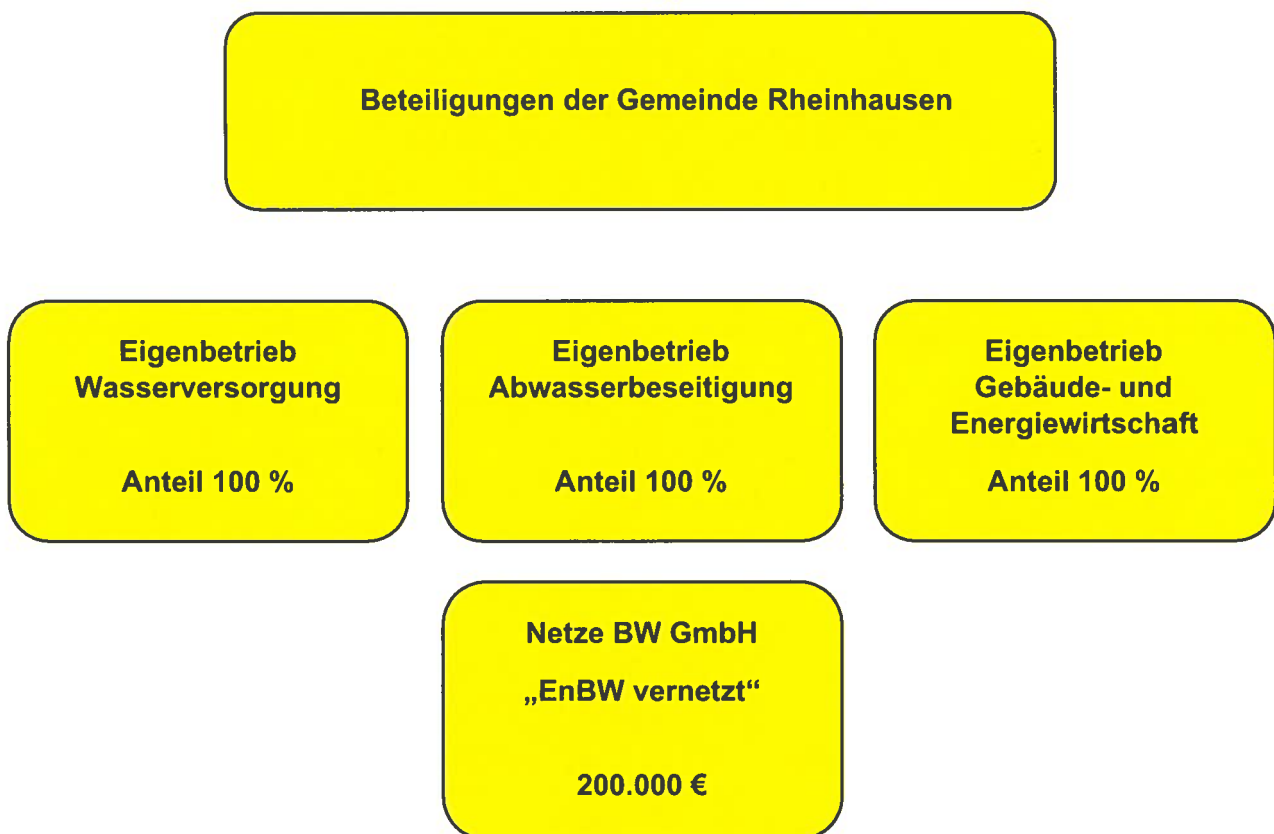 Beteiligungen der Gemeinde Rheinhausen
Eigenbetrieb
Wasserversorgung
Anteil 100 %
Eigenbetrieb
Abwasserbeseitigung
Anteil 100 %
Eigenbetrieb
Gebäude- und
Energiewirtschaft
Anteil 100 %
Netze BW GmbH
„EnBW vernetzt“
200.000 €